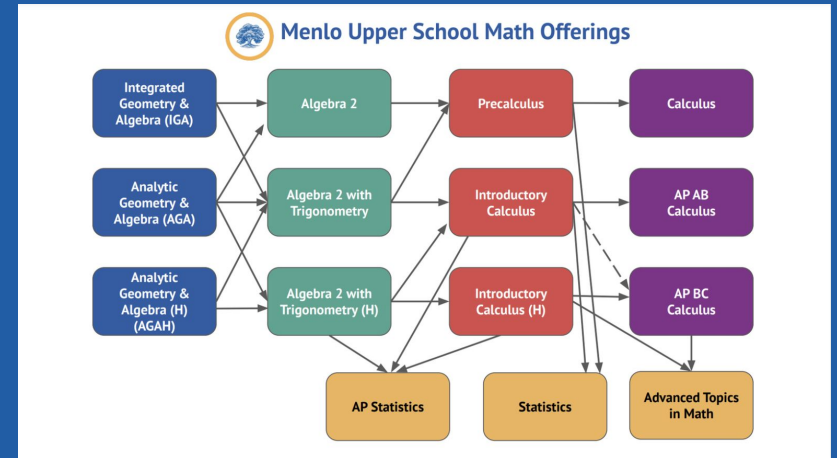 Menlo Upper School Math Offerings
Integrated
Geometry &
Algebra (IGA)
Algebra 2
Precalculus
Calculus
Analytic
Geometry &
Algebra (AGA)
Algebra 2 with
Trigonometry
Introductory
Calculus
AP AB
Calculus
Analytic
Geometry &
Algebra (H)
(AGAH)
Algebra 2 with
Trigonometry (H)
Introductory
Calculus (H)
AP BC
Calculus
AP Statistics
Statistics
Advanced Topics
in Math